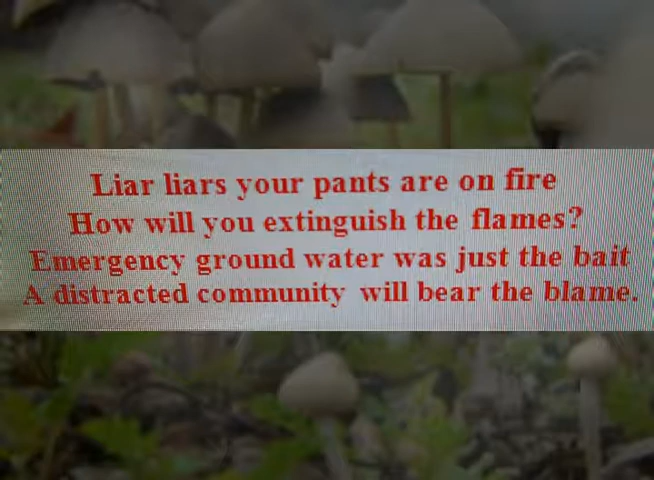 Liar liars your pants are on fire
How will you extinguish the flames?
Emergency ground water was just the bait
A distracted community will bear the blame.